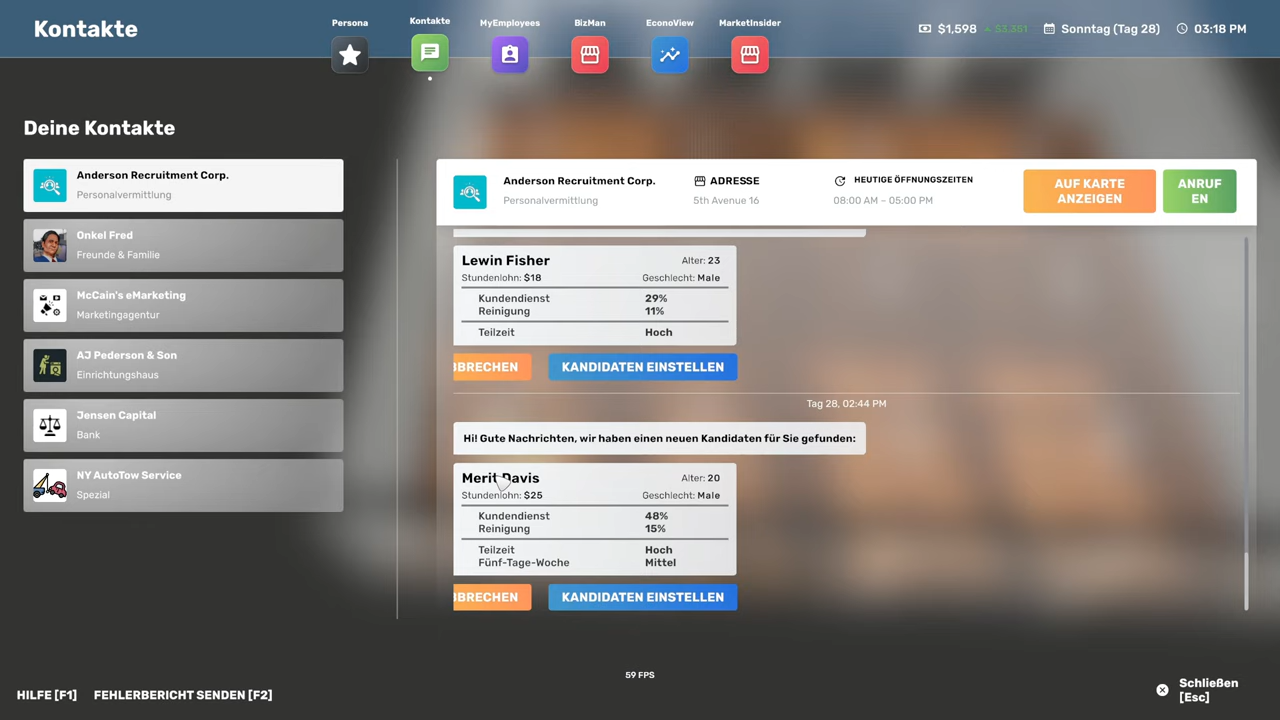 Kontakte
Persona
Kontakte
MyEmployees
BizMan
EconoView
MarketInsider
$1,598
$3,351
Sonntag (Tag 28)
03:18 PM
Deine Kontakte
Anderson Recruitment Corp.
Personalvermittlung
Onkel Fred
Freunde & Familie
McCain's eMarketing
Marketingagentur
AJ Pederson & Son
Einrichtungshaus
Jensen Capital
Bank
NY AutoTow Service
Spezial
Anderson Recruitment Corp.
Personalvermittlung
ADRESSE
5th Avenue 16
HEUTIGE ÖFFNUNGSZEITEN
08:00 AM – 05:00 PM
AUF KARTE
ANZEIGEN
ANRUF
EN
Lewin Fisher
Alter: 23
Stundenlohn: $18
Geschlecht: Male
Kundendienst 29%
Reinigung 11%
Teilzeit Hoch
BBRECHEN
KANDIDATEN EINSTELLEN
Tag 28, 02:44 PM
Hi! Gute Nachrichten, wir haben einen neuen Kandidaten für Sie gefunden:
Merit Davis
Alter: 20
Stundenlohn: $25
Geschlecht: Male
Kundendienst 48%
Reinigung 15%
Teilzeit Hoch
Fünf-Tage-Woche Mittel
BBRECHEN
KANDIDATEN EINSTELLEN
59 FPS
HILFE [F1]
FEHLERBERICHT SENDEN [F2]
Schließen
[Esc]